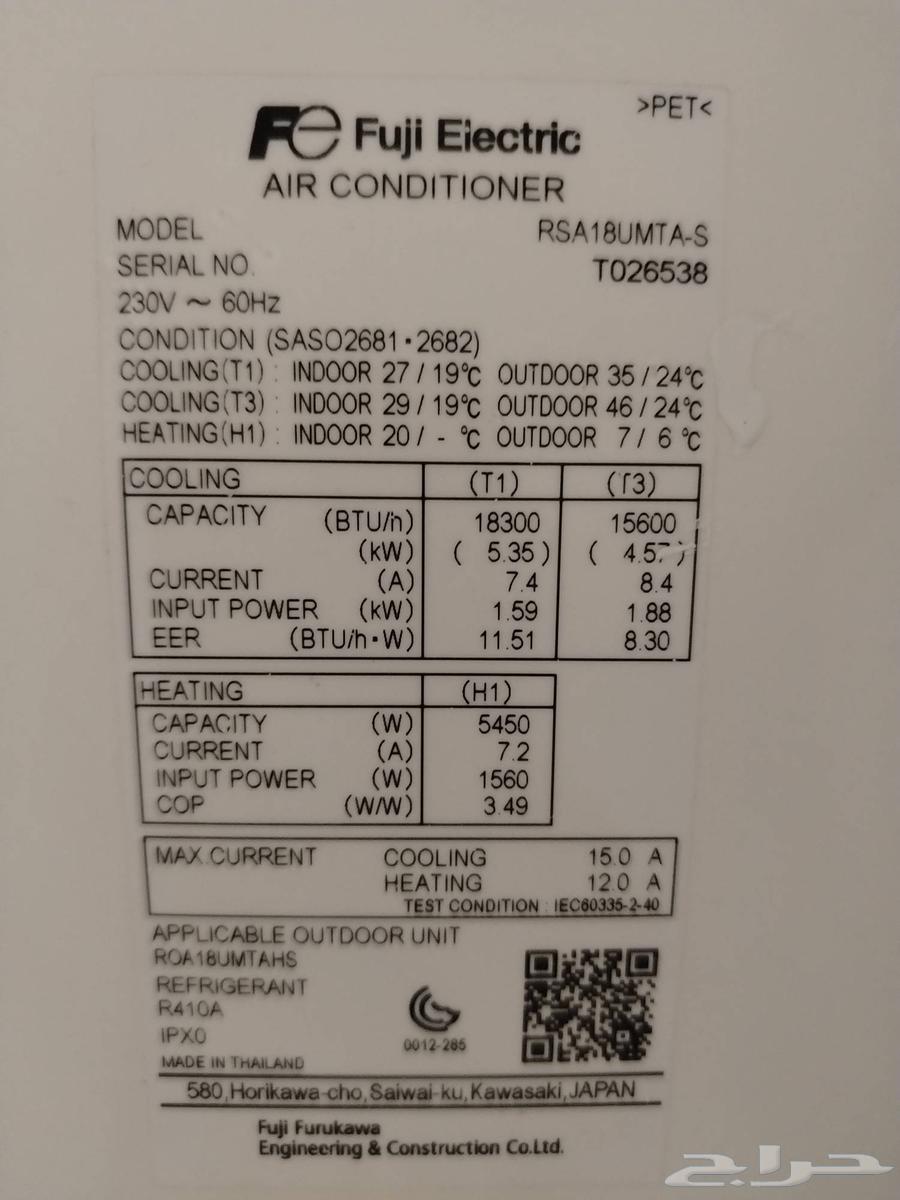 >PET<
Fe Fuji Electric
AIR CONDITIONER
MODEL RSA18UMTA-S
SERIAL NO. T026538
230V ~ 60Hz
CONDITION (SASO2681・2682)
COOLING(T1) : INDOOR 27 / 19℃ OUTDOOR 35 / 24℃
COOLING(T3) : INDOOR 29 / 19℃ OUTDOOR 46 / 24℃
HEATING(H1) : INDOOR 20 / - ℃ OUTDOOR 7 / 6 ℃
COOLING (T1) (T3)
CAPACITY (BTU/h) 18300 15600
(kW) ( 5.35 ) ( 4.57 )
CURRENT (A) 7.4 8.4
INPUT POWER (kW) 1.59 1.88
EER (BTU/h・W) 11.51 8.30
HEATING (H1)
CAPACITY (W) 5450
CURRENT (A) 7.2
INPUT POWER (W) 1560
COP (W/W) 3.49
MAX.CURRENT COOLING 15.0 A
HEATING 12.0 A
TEST CONDITION : IEC60335-2-40
APPLICABLE OUTDOOR UNIT
ROA18UMTAHS
REFRIGERANT
R410A
IPX0
0012-285
MADE IN THAILAND
580,Horikawa-cho,Saiwai-ku,Kawasaki,JAPAN
Fuji Furukawa
Engineering & Construction Co.Ltd.
حراج